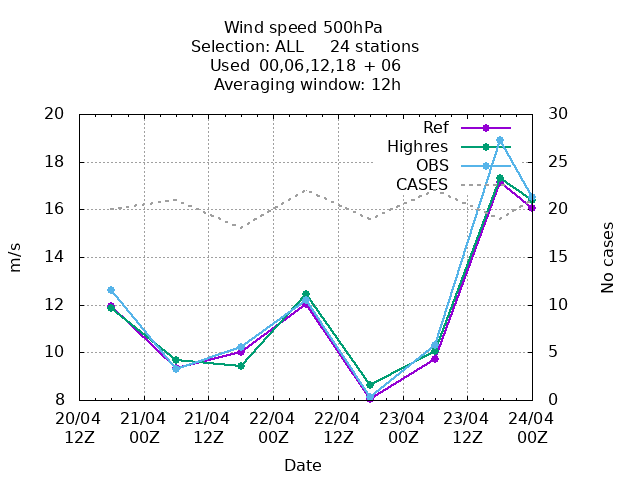 Wind speed 500hPa
Selection: ALL 24 stations
Used 00,06,12,18 + 06
Averaging window: 12h
20 30
Ref
Highres
OBS
CASES
18 25
16 20
14 15
12 10
10 5
8 0
m/s
No cases
20/04 21/04 21/04 22/04 22/04 23/04 23/04 24/04
12Z 00Z 12Z 00Z 12Z 00Z 12Z 00Z
Date